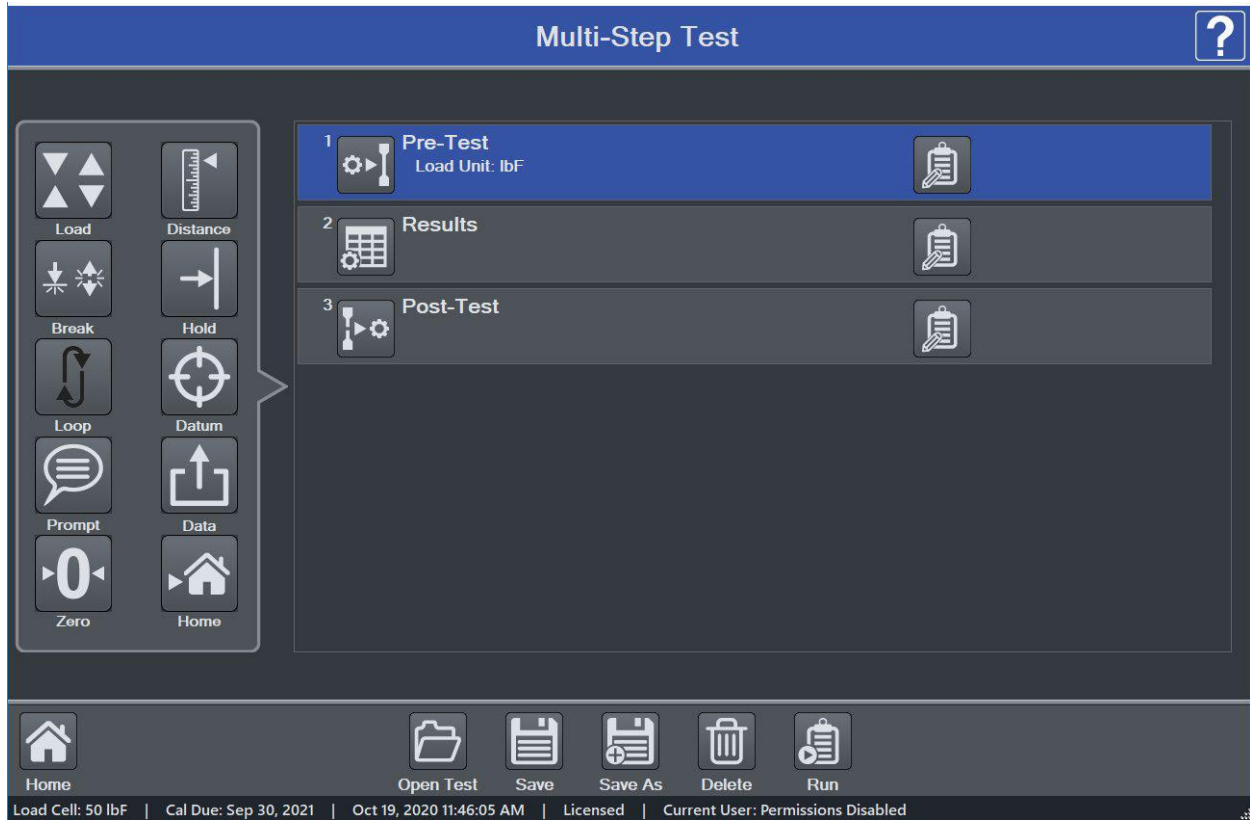 Multi-Step Test
?
Load
Distance
Break
Hold
Loop
Datum
Prompt
Data
0
Zero
Home
1
Pre-Test
Load Unit: lbF
2
Results
3
Post-Test
Home
Open Test
Save
Save As
Delete
Run
Load Cell: 50 lbF | Cal Due: Sep 30, 2021 | Oct 19, 2020 11:46:05 AM | Licensed | Current User: Permissions Disabled